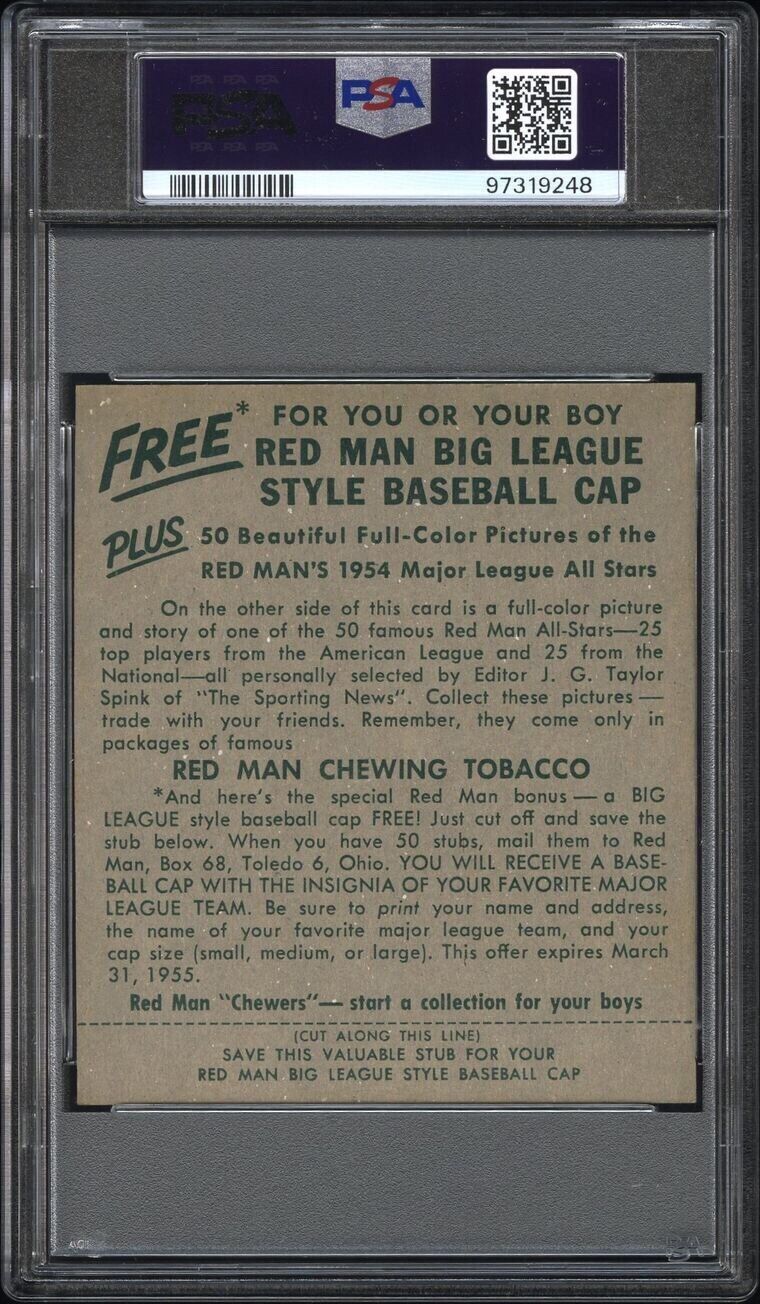 PSA PSA PSA
PSA
PSA PSA PSA
PSA
97319248
FREE* FOR YOU OR YOUR BOY
RED MAN BIG LEAGUE
STYLE BASEBALL CAP
PLUS 50 Beautiful Full-Color Pictures of the
RED MAN'S 1954 Major League All Stars
On the other side of this card is a full-color picture
and story of one of the 50 famous Red Man All-Stars—25
top players from the American League and 25 from the
National—all personally selected by Editor J. G. Taylor
Spink of "The Sporting News". Collect these pictures —
trade with your friends. Remember, they come only in
packages of famous
RED MAN CHEWING TOBACCO
*And here's the special Red Man bonus — a BIG
LEAGUE style baseball cap FREE! Just cut off and save the
stub below. When you have 50 stubs, mail them to Red
Man, Box 68, Toledo 6, Ohio. YOU WILL RECEIVE A BASE-
BALL CAP WITH THE INSIGNIA OF YOUR FAVORITE MAJOR
LEAGUE TEAM. Be sure to print your name and address,
the name of your favorite major league team, and your
cap size (small, medium, or large). This offer expires March
31, 1955.
Red Man "Chewers"— start a collection for your boys
(CUT ALONG THIS LINE)
SAVE THIS VALUABLE STUB FOR YOUR
RED MAN BIG LEAGUE STYLE BASEBALL CAP